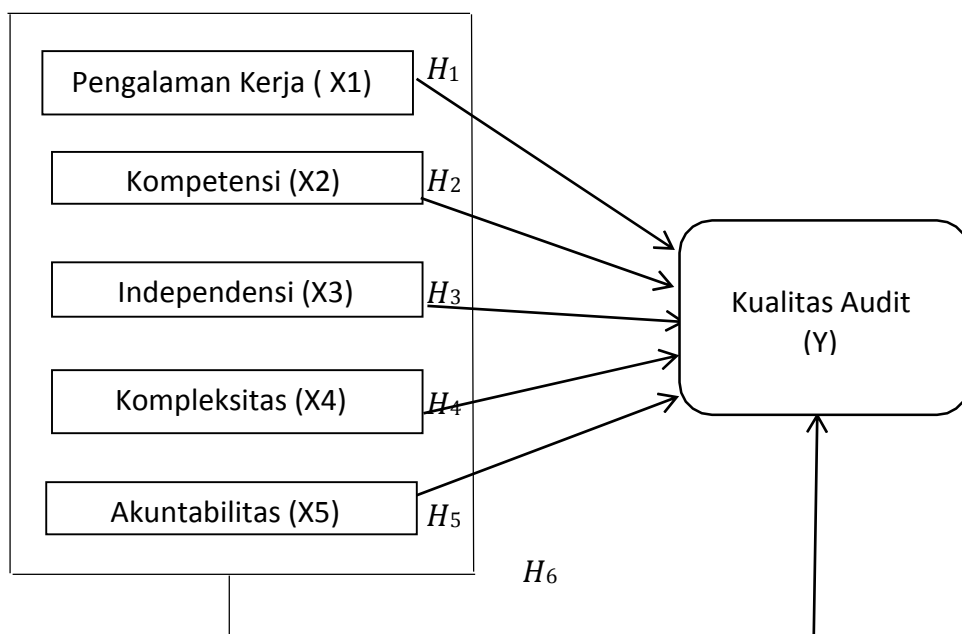 Pengalaman Kerja ( X1)
H1
Kompetensi (X2)
H2
Independensi (X3)
H3
Kualitas Audit
(Y)
Kompleksitas (X4)
H4
Akuntabilitas (X5)
H5
H6